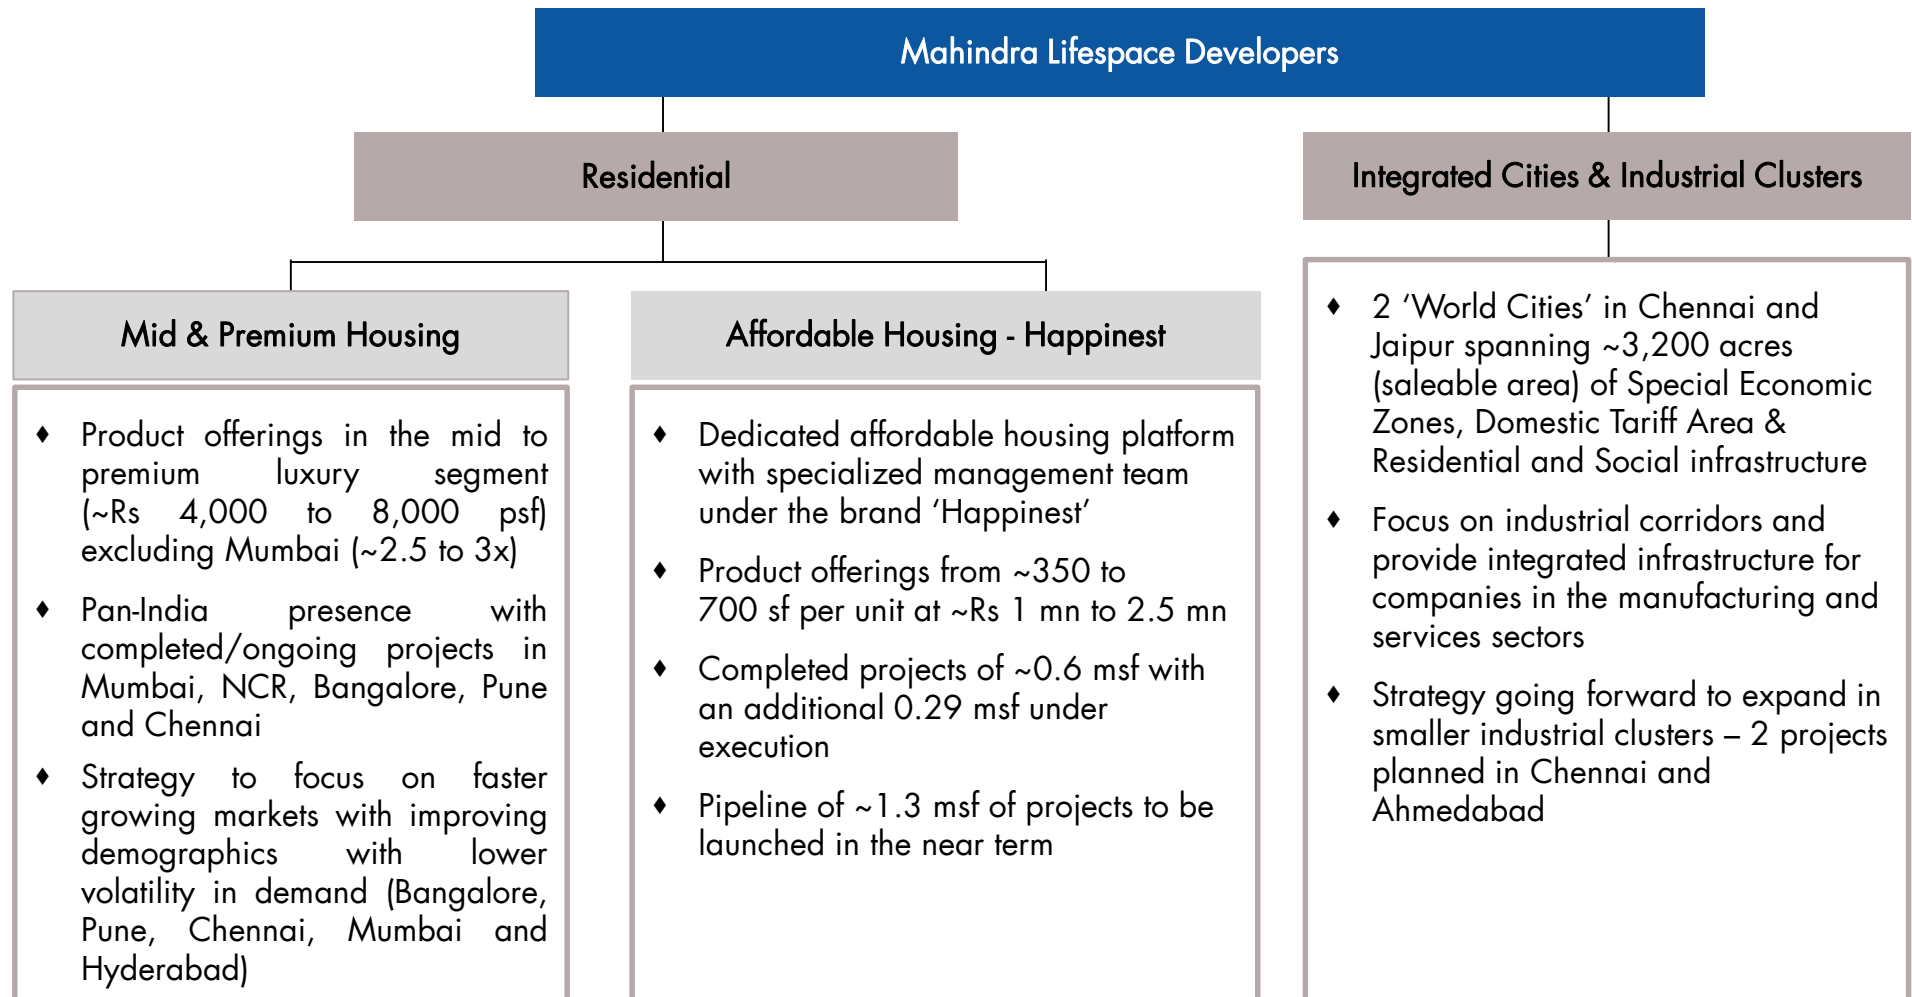 Mahindra Lifespace Developers
Residential
Integrated Cities & Industrial Clusters
Mid & Premium Housing
♦ Product offerings in the mid to
premium luxury segment
(~Rs 4,000 to 8,000 psf)
excluding Mumbai (~2.5 to 3x)
♦ Pan-India presence with
completed/ongoing projects in
Mumbai, NCR, Bangalore, Pune
and Chennai
♦ Strategy to focus on faster
growing markets with improving
demographics with lower
volatility in demand (Bangalore,
Pune, Chennai, Mumbai and
Hyderabad)
Affordable Housing - Happinest
♦ Dedicated affordable housing platform
with specialized management team
under the brand ‘Happinest’
♦ Product offerings from ~350 to
700 sf per unit at ~Rs 1 mn to 2.5 mn
♦ Completed projects of ~0.6 msf with
an additional 0.29 msf under
execution
♦ Pipeline of ~1.3 msf of projects to be
launched in the near term
♦ 2 ‘World Cities’ in Chennai and
Jaipur spanning ~3,200 acres
(saleable area) of Special Economic
Zones, Domestic Tariff Area &
Residential and Social infrastructure
♦ Focus on industrial corridors and
provide integrated infrastructure for
companies in the manufacturing and
services sectors
♦ Strategy going forward to expand in
smaller industrial clusters – 2 projects
planned in Chennai and
Ahmedabad